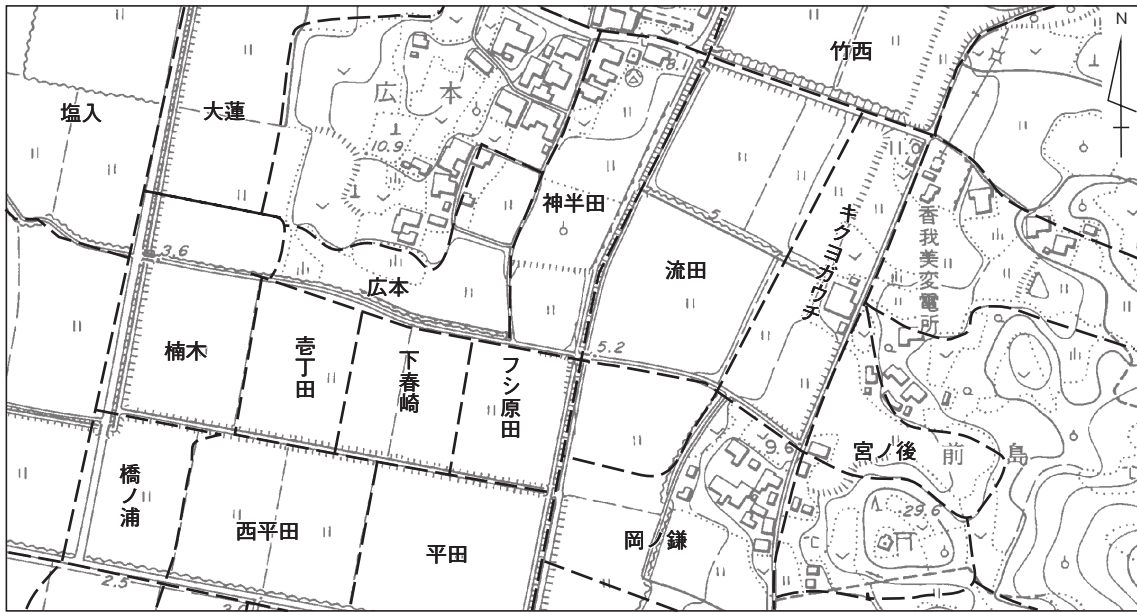 N
竹西
塩入
大蓮
広本
10.9
神半田
キクヨガウチ
香我美変電所
3.6
広本
流田
5
5.2
楠木
壱丁田
下春崎
フシ原田
9.6
宮ノ後
前島
橋ノ浦
西平田
平田
岡ノ鎌
29.6
2.5